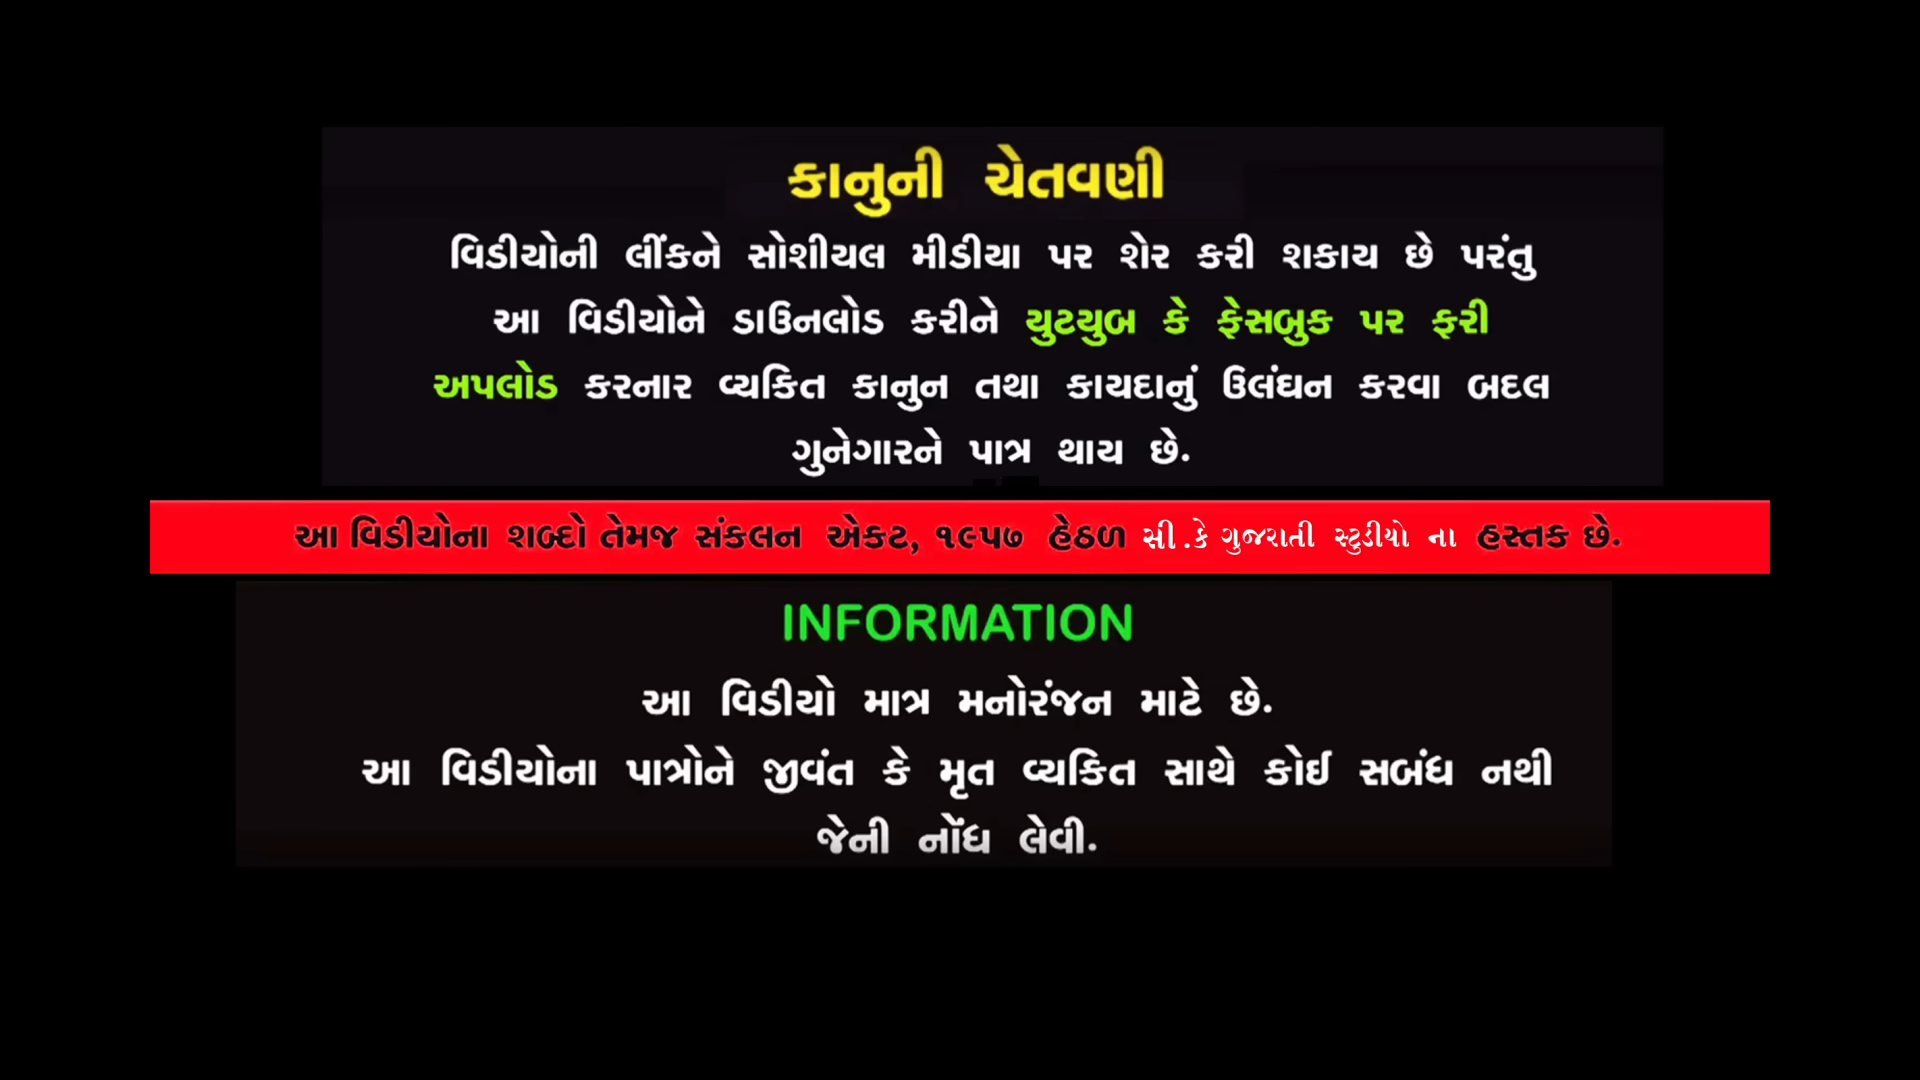 કાનુની ચેતવણી
વિડીયોની લીંકને સોશીયલ મીડીયા પર શેર કરી શકાય છે પરંતુ
આ વિડીયોને ડાઉનલોડ કરીને યુટયુબ કે ફેસબુક પર ફરી
અપલોડ કરનાર વ્યકિત કાનુન તથા કાયદાનું ઉલંઘન કરવા બદલ
ગુનેગારને પાત્ર થાય છે.
આ વિડીયોના શબ્દો તેમજ સંકલન એકટ, ૧૯૫૭ હેઠળ સી.કે ગુજરાતી સ્ટુડીયો ના હસ્તક છે.
INFORMATION
આ વિડીયો માત્ર મનોરંજન માટે છે.
આ વિડીયોના પાત્રોને જીવંત કે મૃત વ્યકિત સાથે કોઈ સબંધ નથી
જેની નોંધ લેવી.